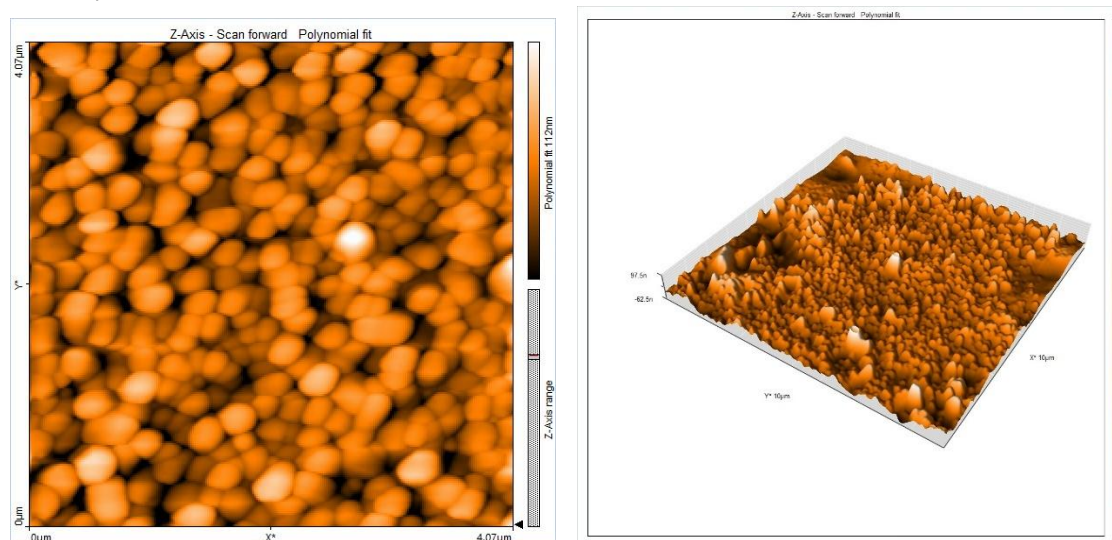 Z-Axis - Scan forward Polynomial fit
4.07µm
Y*
0µm
0um
X*
4.07µm
Polynomial fit 112nm
Z-Axis range
Z-Axis - Scan forward Polynomial fit
97.5n
-62.5n
Y* 10µm
X* 10µm